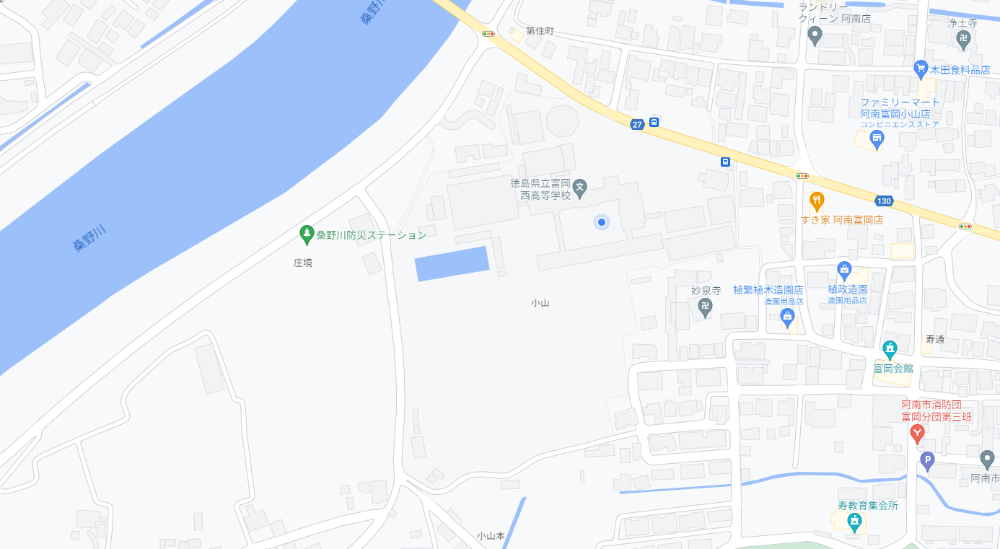 桑野川
ランドリー
クィーン 阿南店
浄土寺
第住町
木田食料品店
ファミリーマート
阿南富岡小山店
コンビニエンスストア
27
徳島県立富岡
西高等学校
130
すき家 阿南富岡店
桑野川
桑野川防災ステーション
庄境
妙泉寺
植繁植木造園店
造園用品店
植政造園
造園用品店
小山
寿通
富岡会館
阿南市消防団
富岡分団第三班
P
阿南市
寿教育集会所
小山本